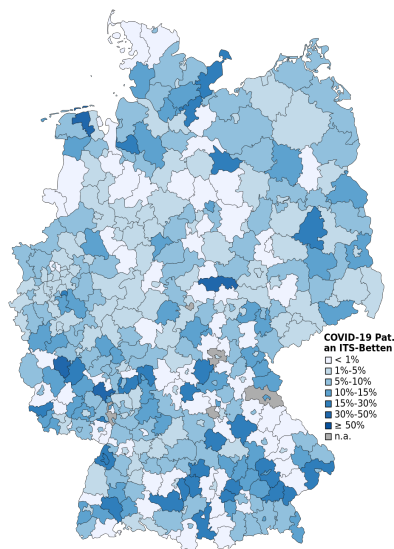 COVID-19 Pat.
an ITS-Betten
< 1%
1%-5%
5%-10%
10%-15%
15%-30%
30%-50%
≥ 50%
n.a.